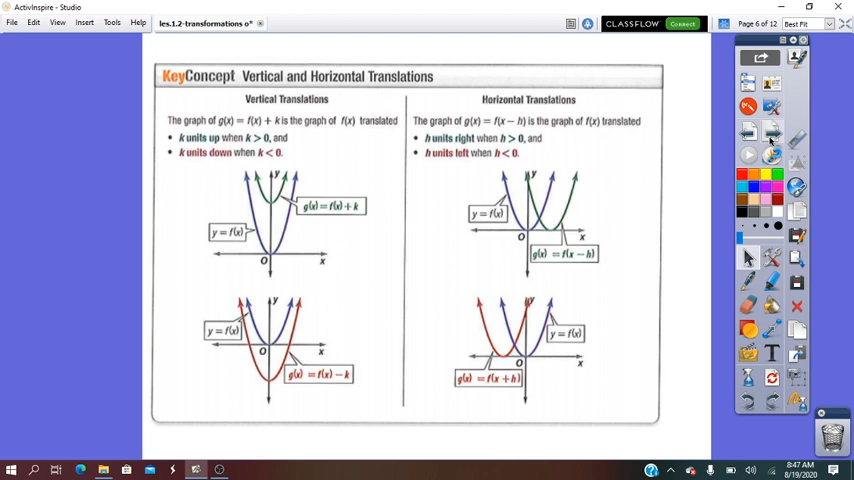 ActivInspire - Studio
File Edit View Insert Tools Help
les.1.2-transformations o*
CLASSFLOW Connect
Page 6 of 12
Best Fit
KeyConcept Vertical and Horizontal Translations
Vertical Translations
The graph of g(x) = f(x) + k is the graph of f(x) translated
• k units up when k > 0, and
• k units down when k < 0.
y
g(x) = f(x) + k
y = f(x)
O
x
y
y = f(x)
O
x
g(x) = f(x) − k
Horizontal Translations
The graph of g(x) = f(x − h) is the graph of f(x) translated
• h units right when h > 0, and
• h units left when h < 0.
y
y = f(x)
O
x
g(x) = f(x − h)
y
y = f(x)
O
x
g(x) = f(x + h)
8:47 AM
8/19/2020